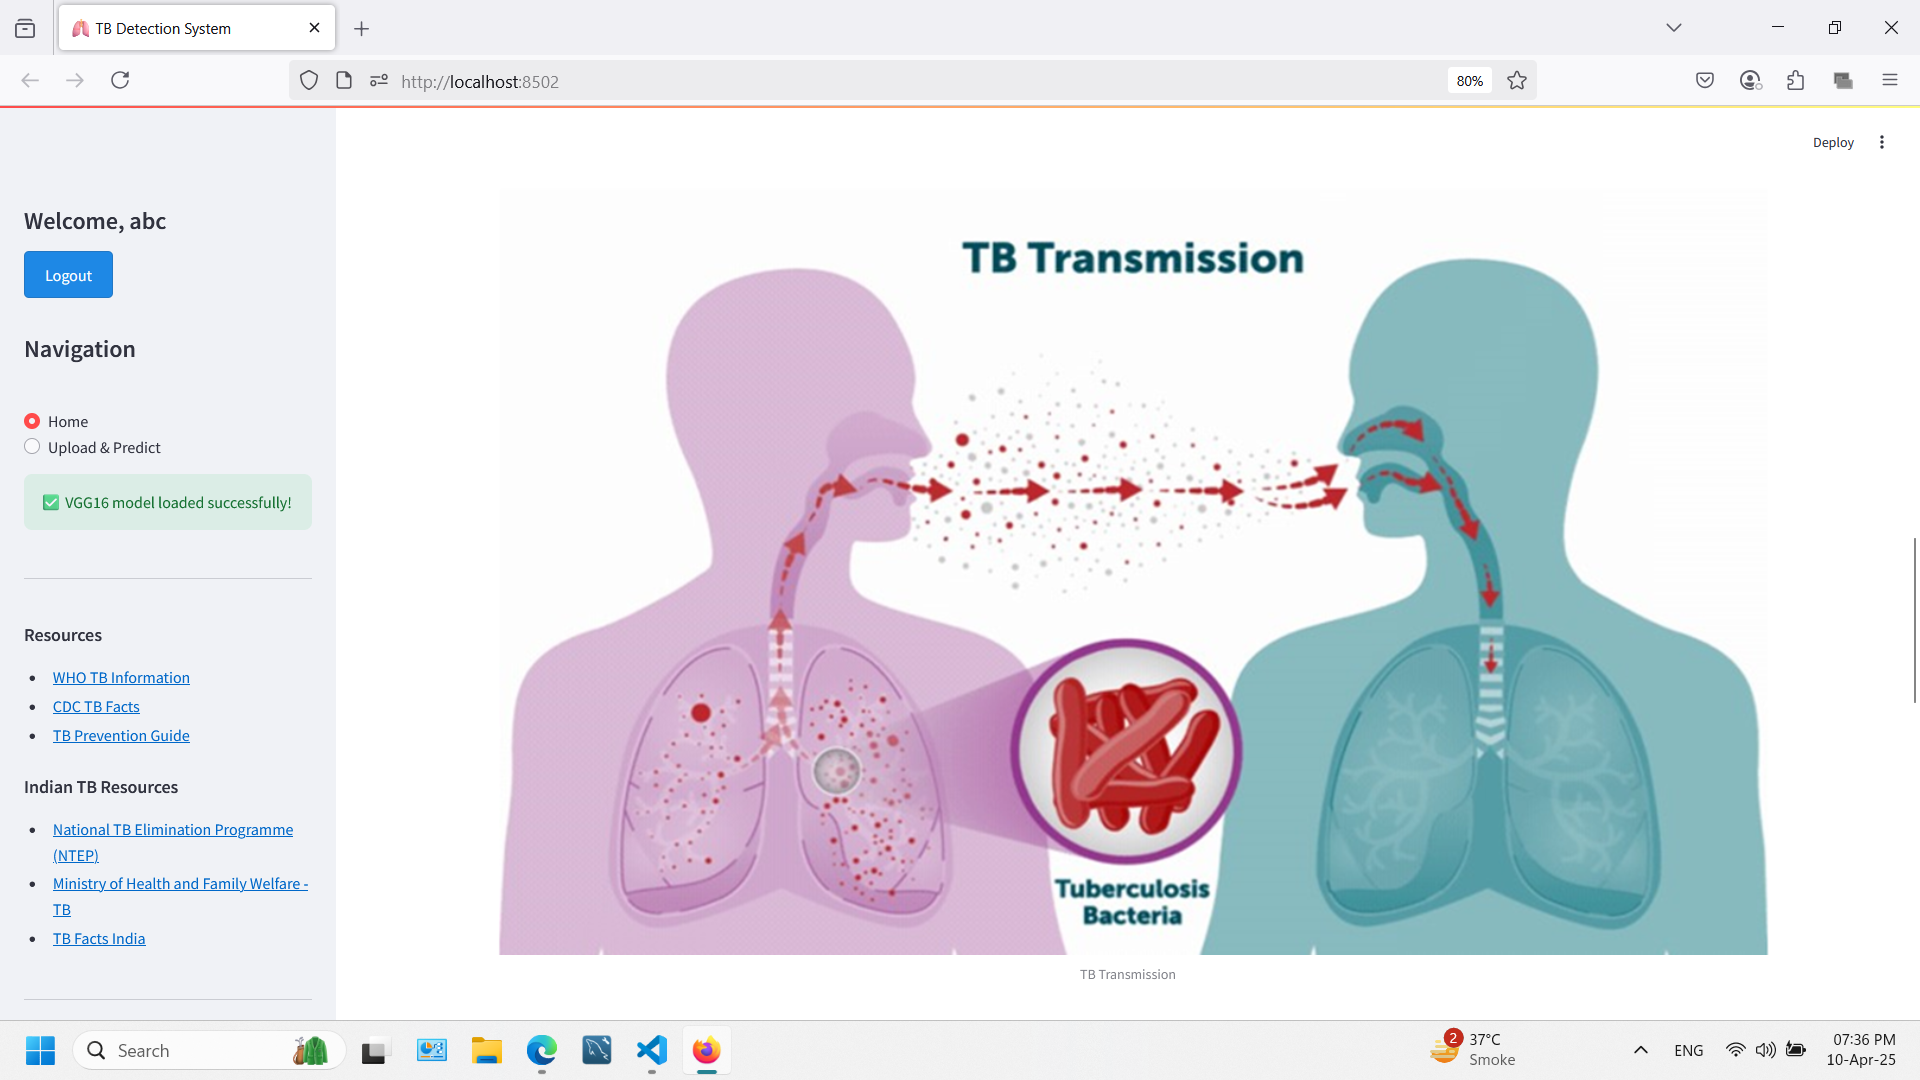 TB Detection System
http://localhost:8502
80%
Deploy
Welcome, abc
Logout
Navigation
Home
Upload & Predict
VGG16 model loaded successfully!
Resources
WHO TB Information
CDC TB Facts
TB Prevention Guide
Indian TB Resources
National TB Elimination Programme
(NTEP)
Ministry of Health and Family Welfare -
TB
TB Facts India
TB Transmission
Tuberculosis
Bacteria
TB Transmission
Search
2
37°C
Smoke
ENG
07:36 PM
10-Apr-25